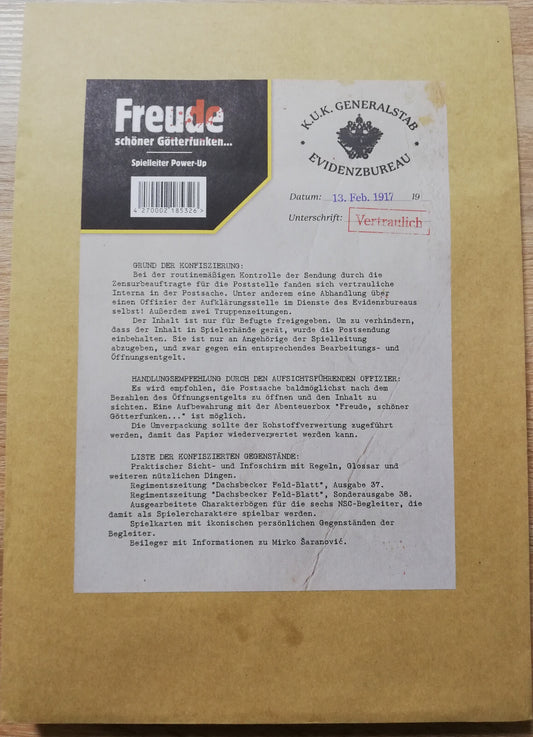 Freude
schöner Götterfunken...
Spielleiter Power-Up
4 270002 185326 >
K.U.K. GENERALSTAB
EVIDENZBUREAU
Datum: 13. Feb. 1917 19
Unterschrift: Vertraulich
GRUND DER KONFISZIERUNG:
Bei der routinemäßigen Kontrolle der Sendung durch die
Zensurbeauftragte für die Poststelle fanden sich vertrauliche
Interna in der Postsache. Unter anderem eine Abhandlung über
einen Offizier der Aufklärungsstelle im Dienste des Evidenzbureaus
selbst! Außerdem zwei Truppenzeitungen.
Der Inhalt ist nur für Befugte freigegeben. Um zu verhindern,
dass der Inhalt in Spielerhände gerät, wurde die Postsendung
einbehalten. Sie ist nur an Angehörige der Spielleitung
abzugeben, und zwar gegen ein entsprechendes Bearbeitungs- und
Öffnungsentgelt.
HANDLUNGSEMPFEHLUNG DURCH DEN AUFSICHTSFÜHRENDEN OFFIZIER:
Es wird empfohlen, die Postsache baldmöglichst nach dem
Bezahlen des Öffnungsentgelts zu öffnen und den Inhalt zu
sichten. Eine Aufbewahrung mit der Abenteuerbox "Freude, schöner
Götterfunken..." ist möglich.
Die Umverpackung sollte der Rohstoffverwertung zugeführt
werden, damit das Papier wiederverpertet werden kann.
LISTE DER KONFISZIERTEN GEGENSTÄNDE:
Praktischer Sicht- und Infoschirm mit Regeln, Glossar und
weiteren nützlichen Dingen.
Regimentszeitung "Dachsbecker Feld-Blatt", Ausgabe 37.
Regimentszeitung "Dachsbecker Feld-Blatt", Sonderausgabe 38.
Ausgearbeitete Charakterbögen für die sechs NSC-Begleiter, die
damit als Spielercharaktere spielbar werden.
Spielkarten mit ikonischen persönlichen Gegenständen der
Begleiter.
Beileger mit Informationen zu Mirko Šaranović.